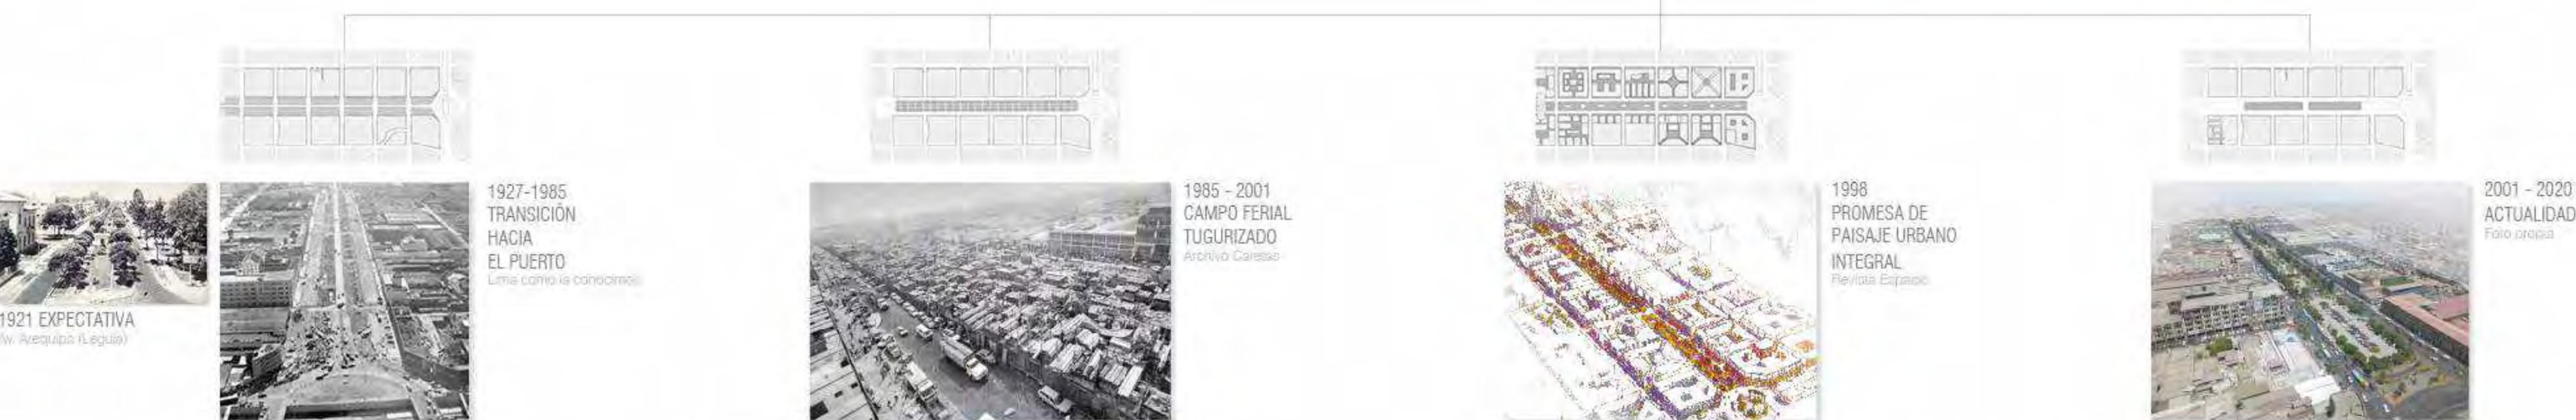 1921 EXPECTATIVA
Av. Arequipa (Leguía)
1927-1985
TRANSICIÓN
HACIA
EL PUERTO
Lima como la conocimos
1985 - 2001
CAMPO FERIAL
TUGURIZADO
Archivo Caretas
1998
PROMESA DE
PAISAJE URBANO
INTEGRAL
Revista Espacio
2001 - 2020
ACTUALIDAD
Foto propia